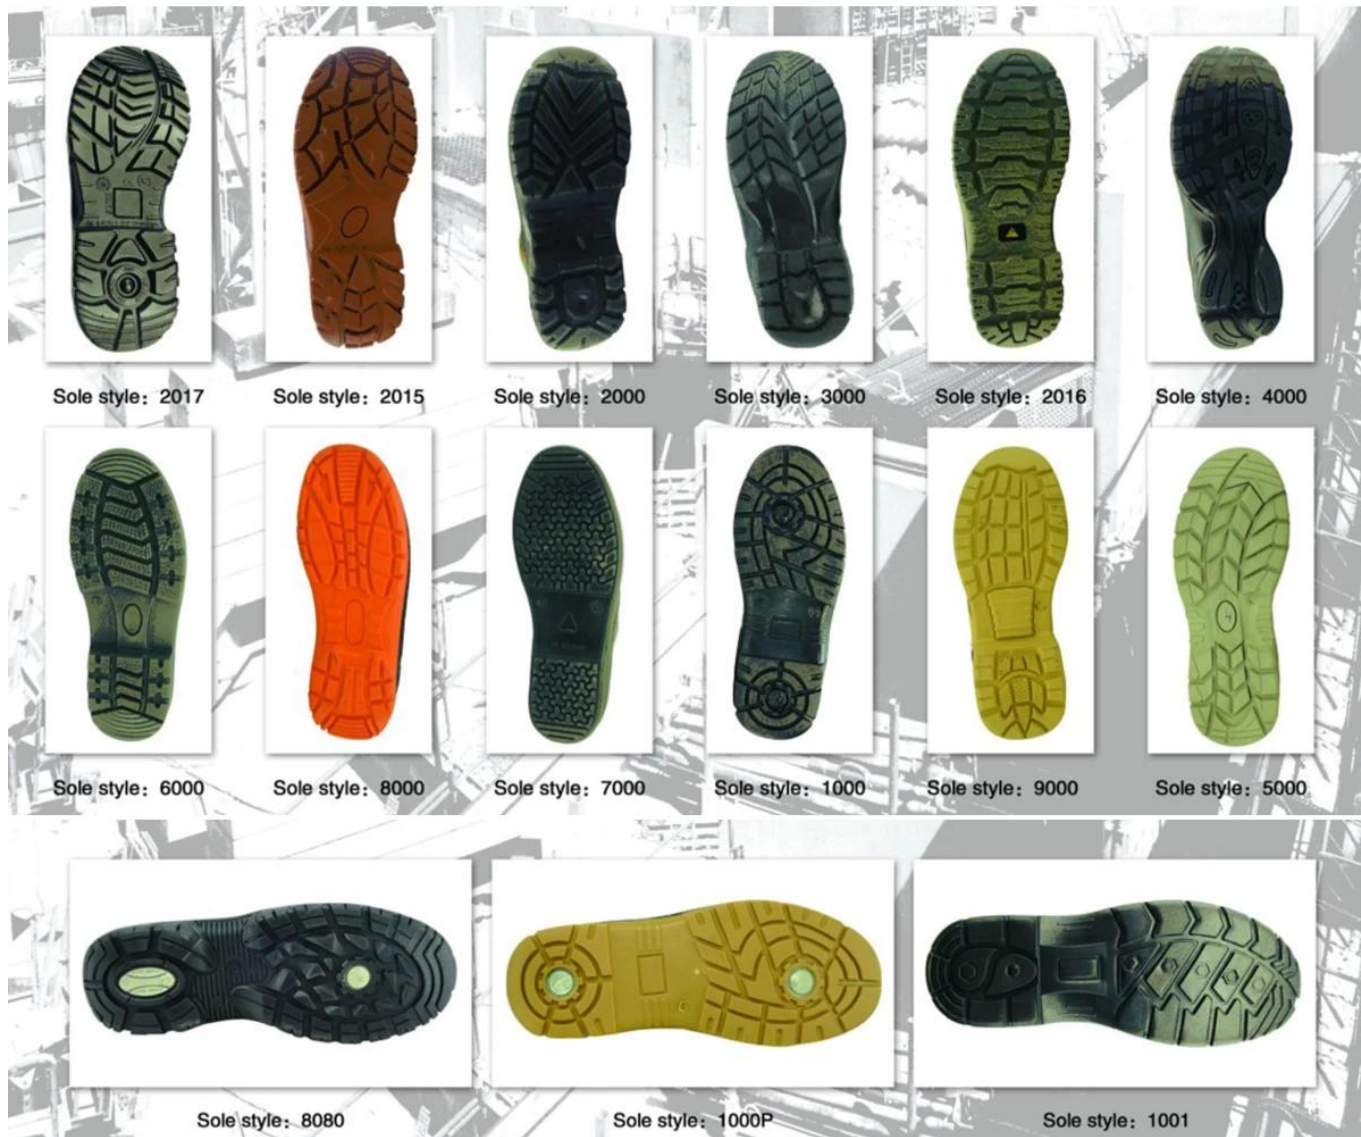 Sole style：2017
Sole style：2015
Sole style：2000
Sole style：3000
Sole style：2016
Sole style：4000
Sole style：6000
Sole style：8000
Sole style：7000
Sole style：1000
Sole style：9000
Sole style：5000
Sole style：8080
Sole style：1000P
Sole style：1001